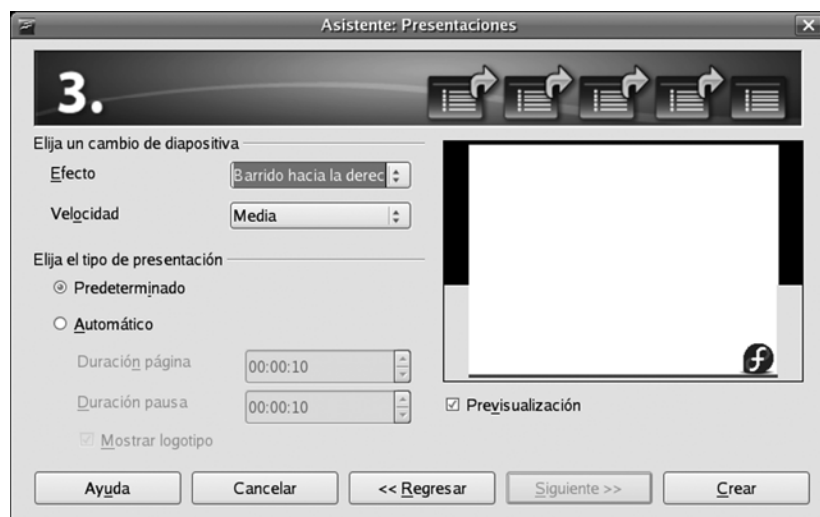 Asistente: Presentaciones
3.
Elija un cambio de diapositiva
Efecto
Barrido hacia la derec
Velocidad
Media
Elija el tipo de presentación
Predeterminado
Automático
Duración página
00:00:10
Duración pausa
00:00:10
Mostrar logotipo
Previsualización
Ayuda
Cancelar
<< Regresar
Siguiente >>
Crear